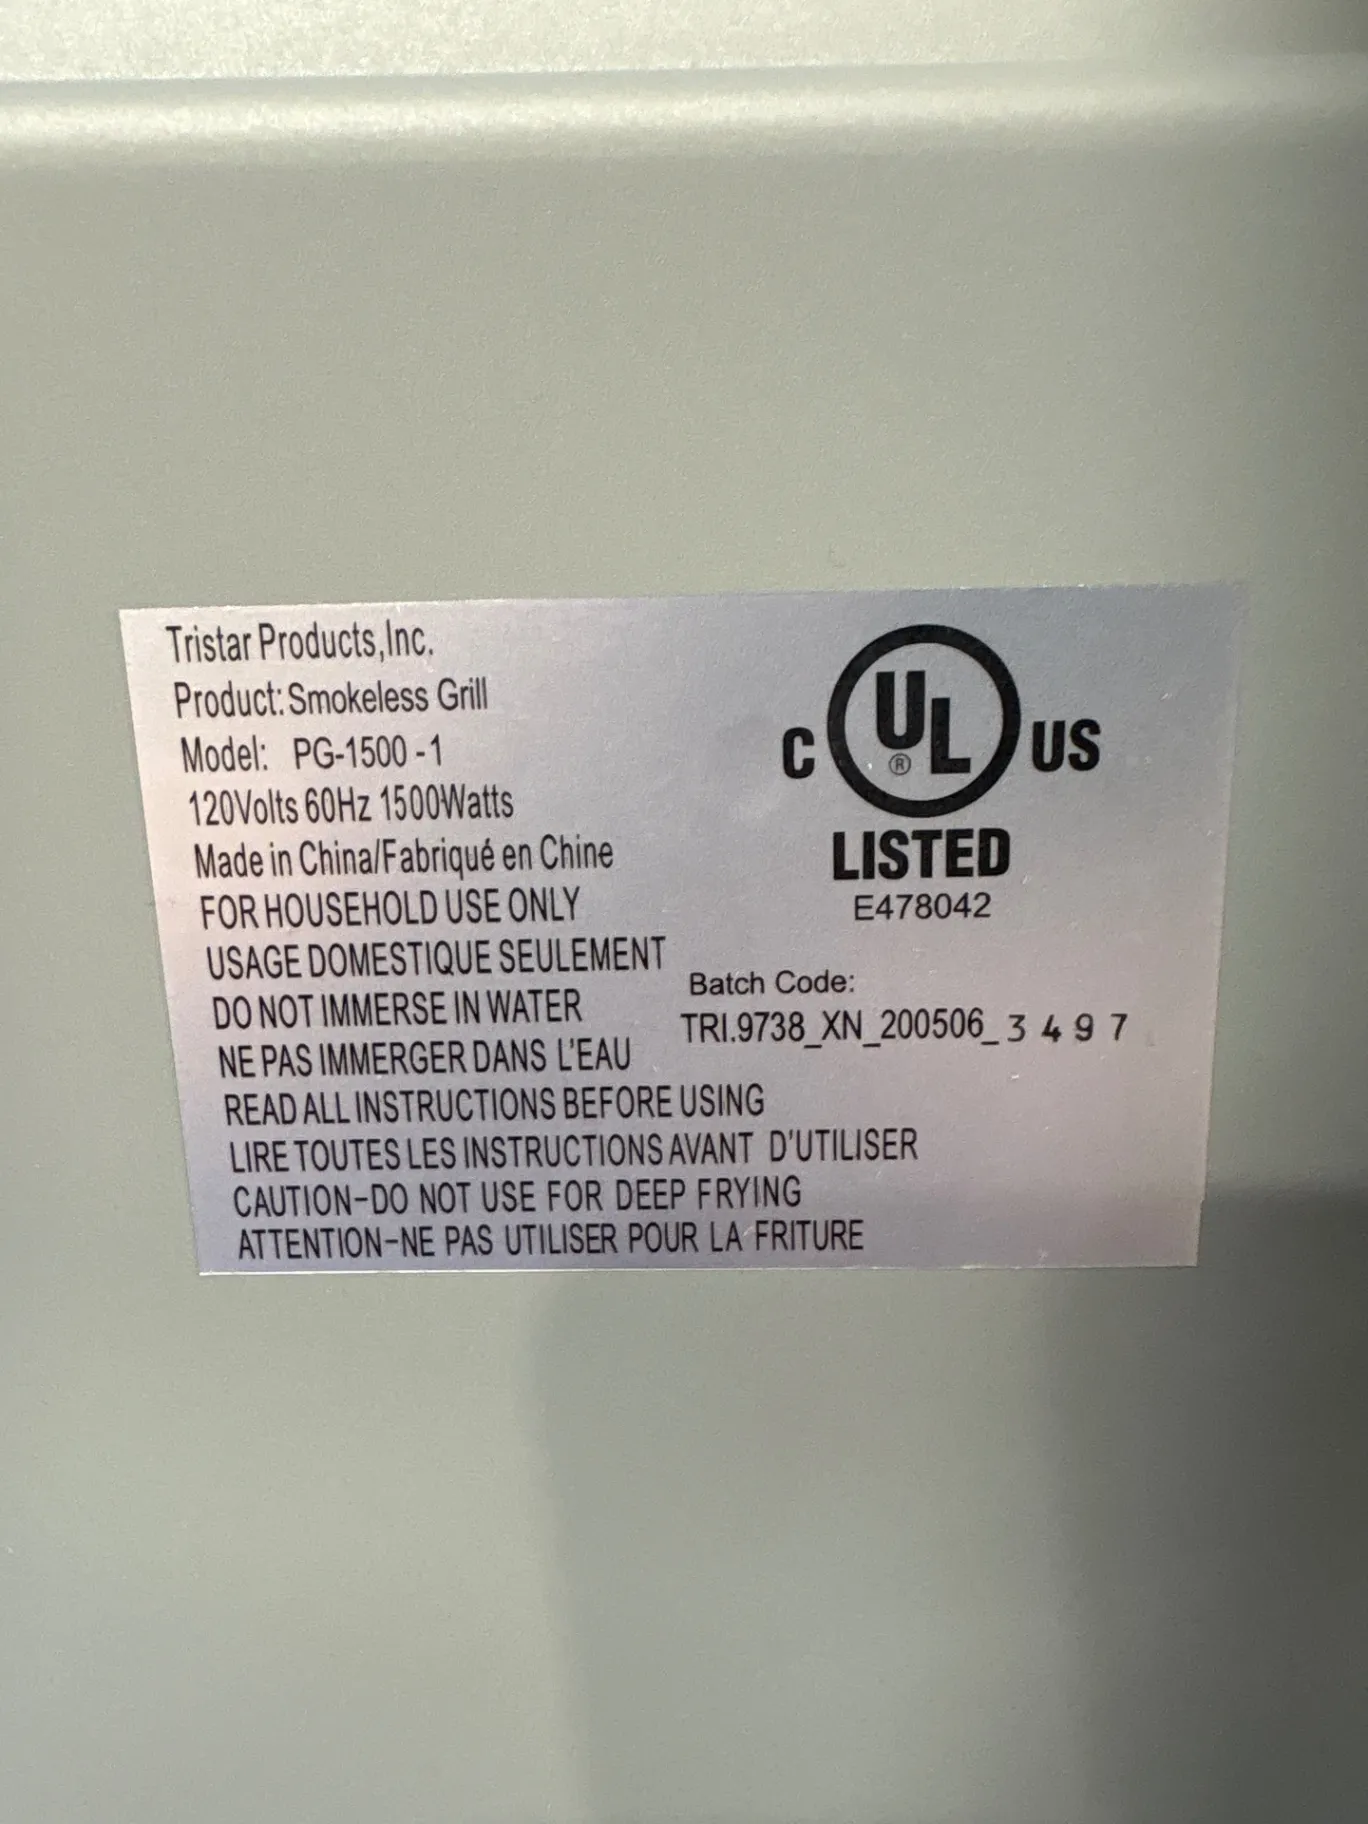 Tristar Products,Inc.
Product: Smokeless Grill
Model: PG-1500 -1
120Volts 60Hz 1500Watts
Made in China/Fabriqué en Chine
FOR HOUSEHOLD USE ONLY
USAGE DOMESTIQUE SEULEMENT
DO NOT IMMERSE IN WATER
NE PAS IMMERGER DANS L'EAU
READ ALL INSTRUCTIONS BEFORE USING
LIRE TOUTES LES INSTRUCTIONS AVANT D'UTILISER
CAUTION-DO NOT USE FOR DEEP FRYING
ATTENTION-NE PAS UTILISER POUR LA FRITURE
C UL® US
LISTED
E478042
Batch Code:
TRI.9738_XN_200506_3 4 9 7